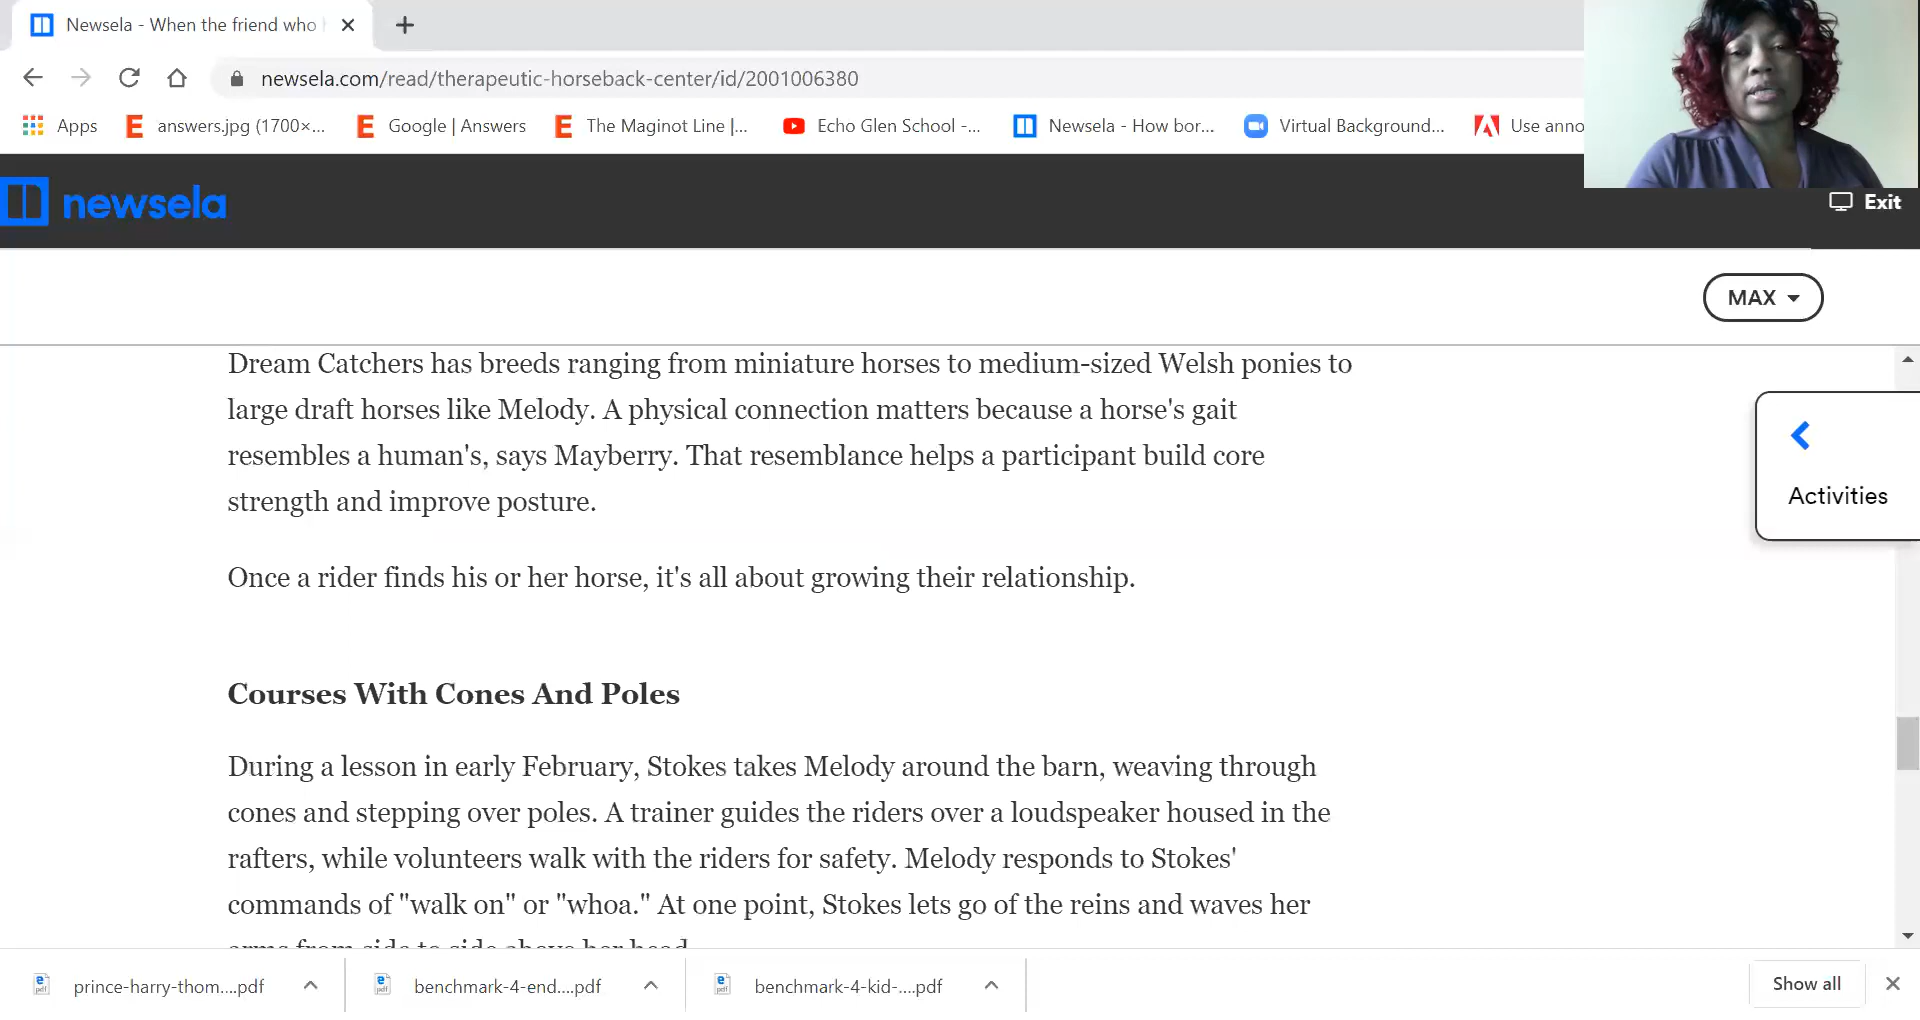 Newsela - When the friend who
newsela.com/read/therapeutic-horseback-center/id/2001006380
Apps
answers.jpg (1700×...
Google | Answers
The Maginot Line |...
Echo Glen School -...
Newsela - How bor...
Virtual Background...
Use anno
newsela
Exit
MAX
Dream Catchers has breeds ranging from miniature horses to medium-sized Welsh ponies to
large draft horses like Melody. A physical connection matters because a horse's gait
resembles a human's, says Mayberry. That resemblance helps a participant build core
strength and improve posture.
Activities
Once a rider finds his or her horse, it's all about growing their relationship.
Courses With Cones And Poles
During a lesson in early February, Stokes takes Melody around the barn, weaving through
cones and stepping over poles. A trainer guides the riders over a loudspeaker housed in the
rafters, while volunteers walk with the riders for safety. Melody responds to Stokes'
commands of "walk on" or "whoa." At one point, Stokes lets go of the reins and waves her
arms from side to side above her head
prince-harry-thom....pdf
benchmark-4-end....pdf
benchmark-4-kid-....pdf
Show all